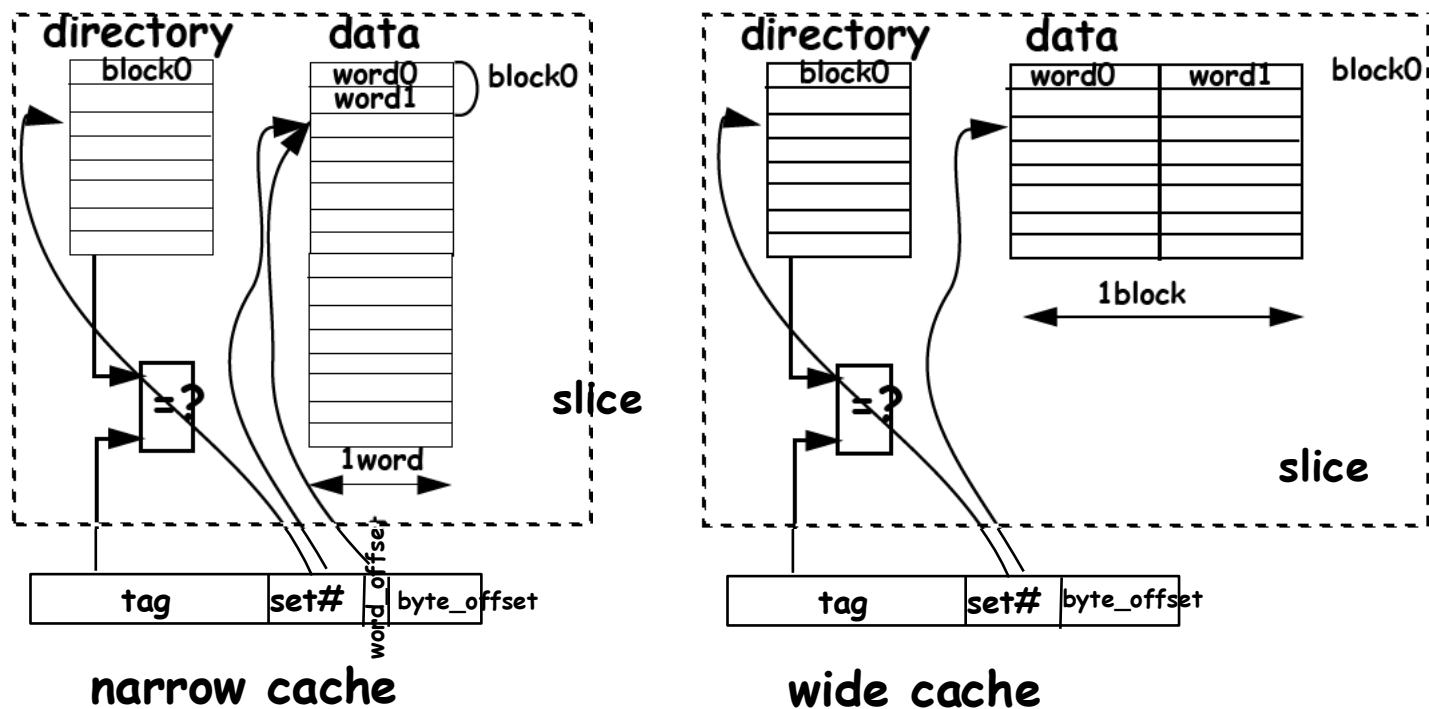 directory data
block0 word0 block0
word1
=?
slice
1word
word_offset
tag set# byte_offset
narrow cache
directory data
block0 word0 word1 block0
1block
=?
slice
tag set# byte_offset
wide cache